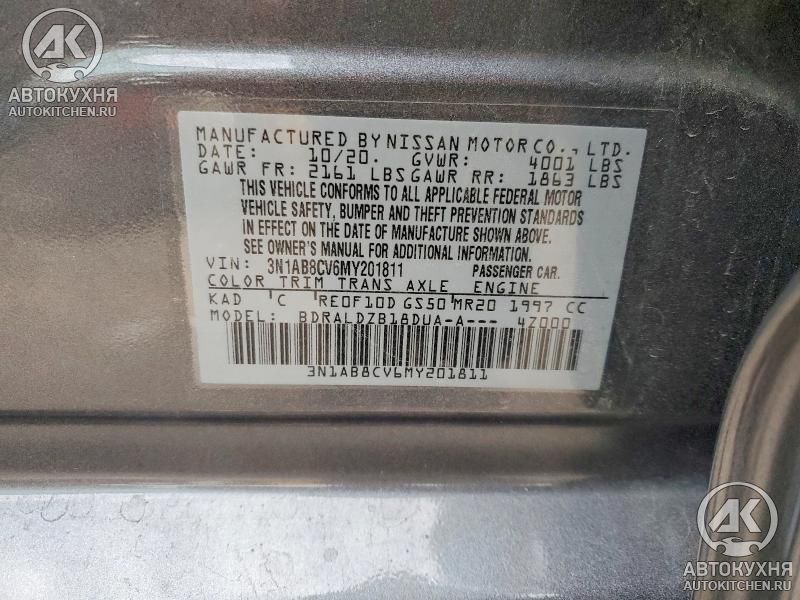 AK
АВТОКУХНЯ
AUTOKITCHEN.RU
MANUFACTURED BY NISSAN MOTOR CO., LTD.
DATE: 10/20. GVWR: 4001 LBS
GAWR FR: 2161 LBS GAWR RR: 1863 LBS
THIS VEHICLE CONFORMS TO ALL APPLICABLE FEDERAL MOTOR
VEHICLE SAFETY, BUMPER AND THEFT PREVENTION STANDARDS
IN EFFECT ON THE DATE OF MANUFACTURE SHOWN ABOVE.
SEE OWNER'S MANUAL FOR ADDITIONAL INFORMATION.
VIN: 3N1AB8CV6MY201811 PASSENGER CAR.
COLOR TRIM TRANS AXLE ENGINE
KAD C RE0F10D GS50 MR20 1997 CC
MODEL: BDRALDZB18DUA-A--- 4Z000
3N1AB8CV6MY201811
AK
АВТОКУХНЯ
AUTOKITCHEN.RU